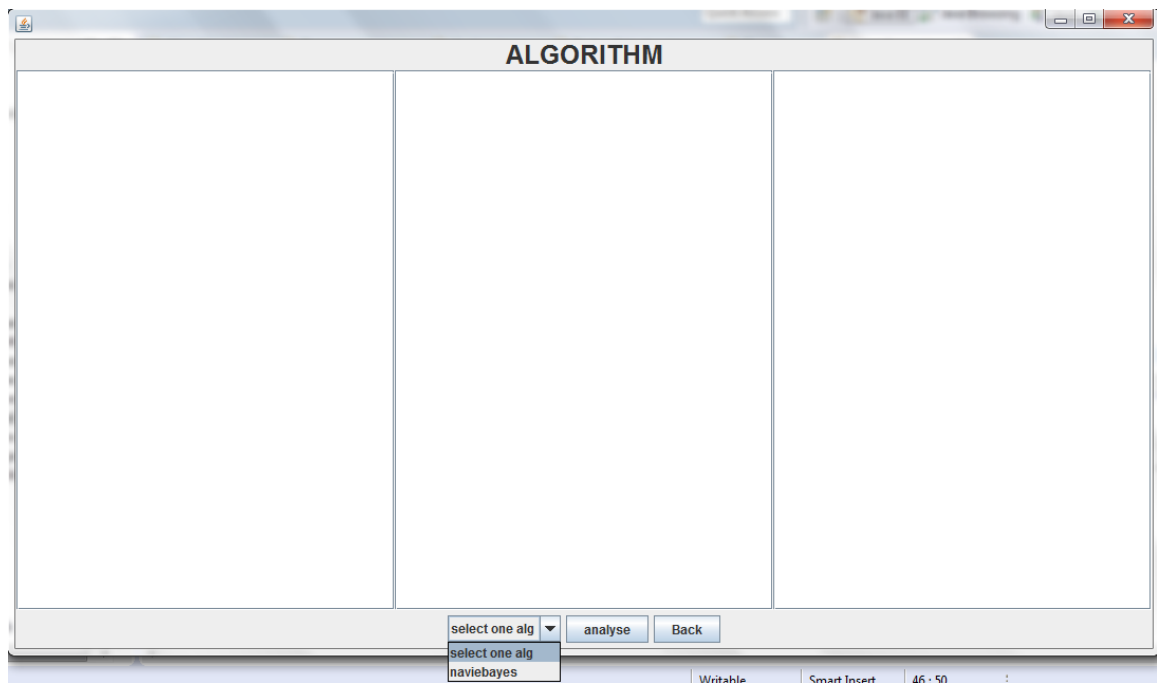 ALGORITHM
select one alg analyse Back
select one alg
naviebayes
Writable Smart Insert 46 : 50